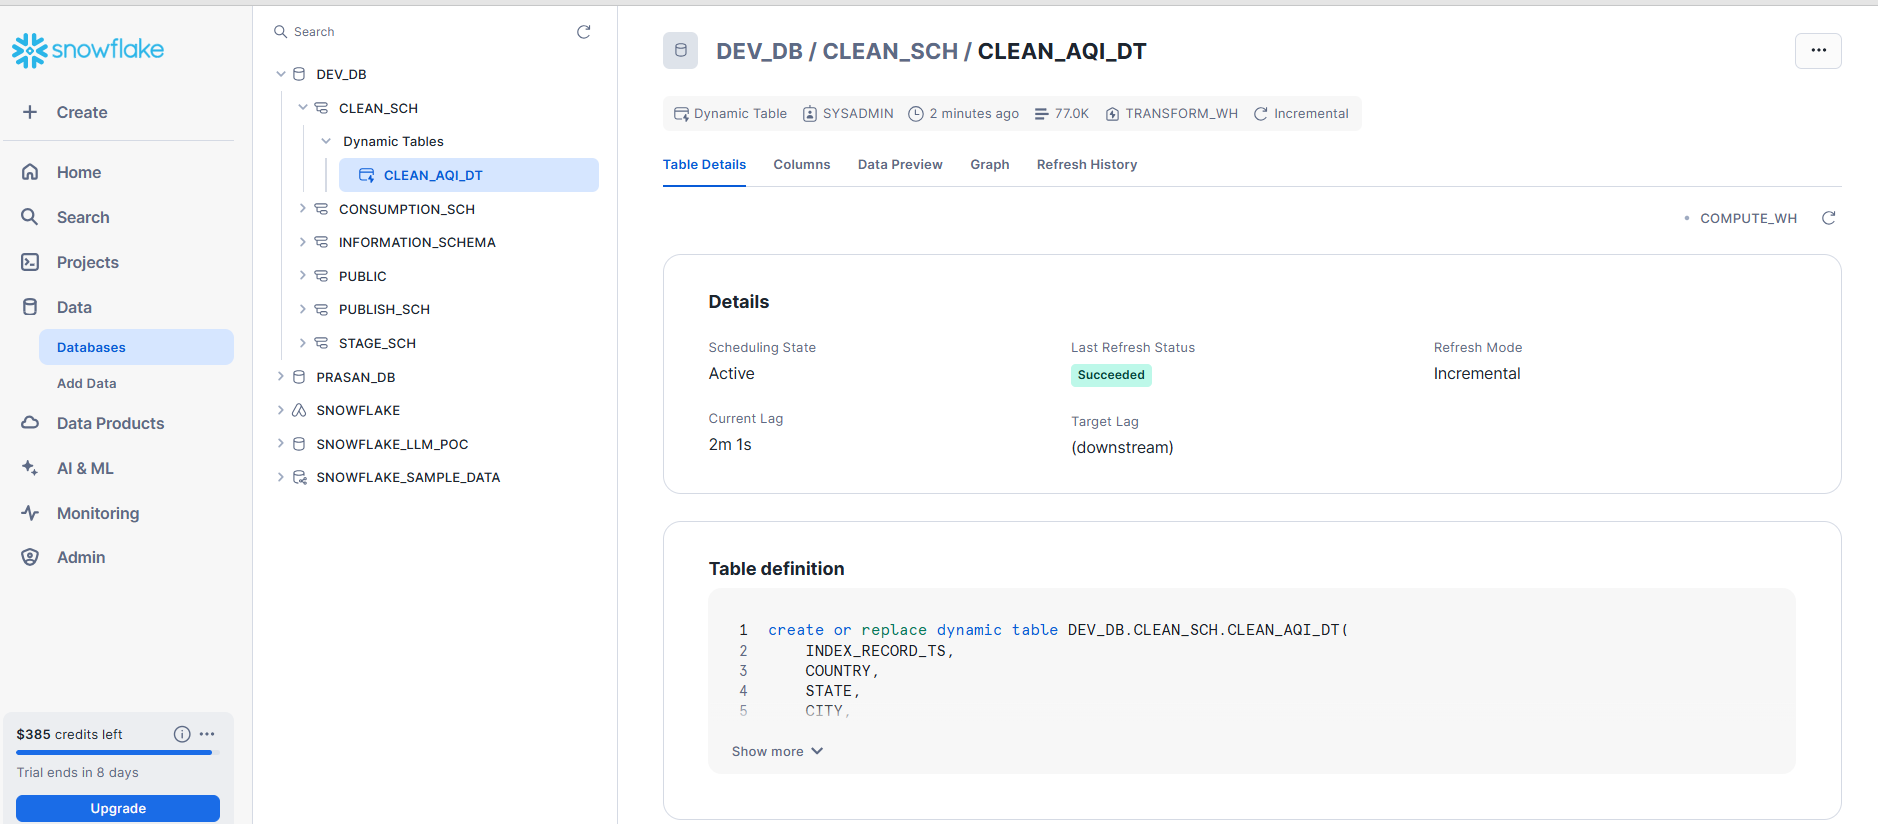 snowflake
Create
Home
Search
Projects
Data
Databases
Add Data
Data Products
AI & ML
Monitoring
Admin
$385 credits left
Trial ends in 8 days
Upgrade
Search
DEV_DB
CLEAN_SCH
Dynamic Tables
CLEAN_AQI_DT
CONSUMPTION_SCH
INFORMATION_SCHEMA
PUBLIC
PUBLISH_SCH
STAGE_SCH
PRASAN_DB
SNOWFLAKE
SNOWFLAKE_LLM_POC
SNOWFLAKE_SAMPLE_DATA
DEV_DB / CLEAN_SCH / CLEAN_AQI_DT
Dynamic Table SYSADMIN 2 minutes ago 77.0K TRANSFORM_WH Incremental
Table Details Columns Data Preview Graph Refresh History
COMPUTE_WH
Details
Scheduling State Last Refresh Status Refresh Mode
Active Succeeded Incremental
Current Lag Target Lag
2m 1s (downstream)
Table definition
1 create or replace dynamic table DEV_DB.CLEAN_SCH.CLEAN_AQI_DT(
2 INDEX_RECORD_TS,
3 COUNTRY,
4 STATE,
5 CITY,
Show more